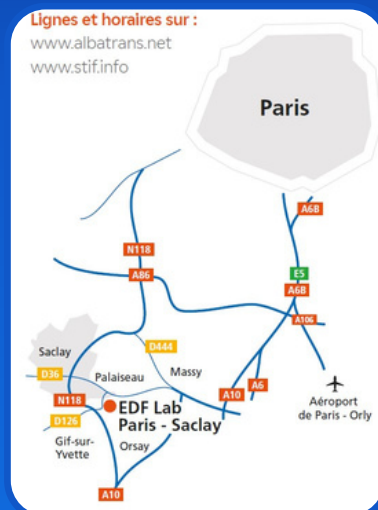 Lignes et horaires sur :
www.albatrans.net
www.stif.info
Paris
A6B
N118
A86
E5
A6B
A106
D444
Saclay
D36
Palaiseau
Massy
N118
EDF Lab
Paris - Saclay
A10
A6
Aéroport
de Paris - Orly
D126
Gif-sur-
Yvette
Orsay
A10